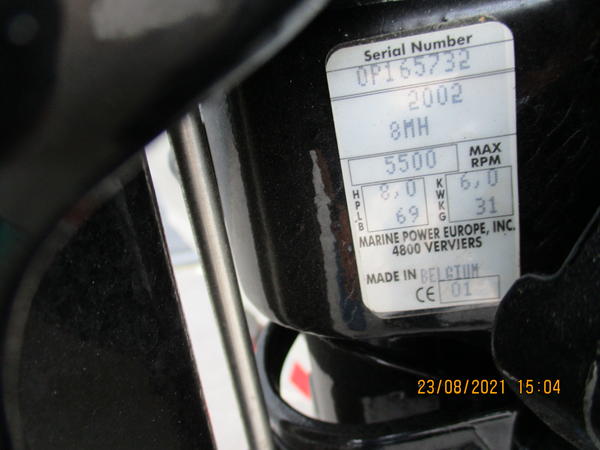 Serial Number
0P165732
2002
8MH
5500 MAX RPM
HP 8,0 KW 6,0
LB 69 KG 31
MARINE POWER EUROPE, INC.
4800 VERVIERS
MADE IN BELGIUM
CE 01
23/08/2021 15:04